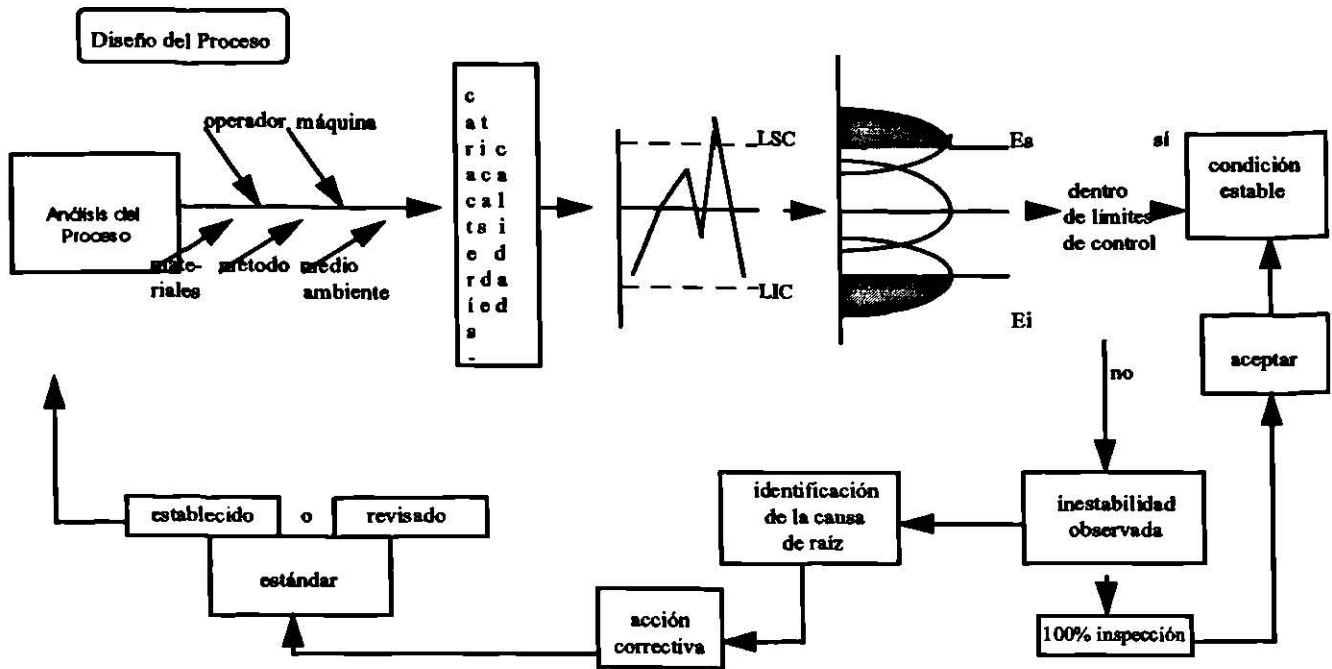 Diseño del Proceso
operador máquina
Análisis del
Proceso
mate-
riales
método
medio
ambiente
c
a t
r i c
a c a
c a l
t s i
e d
r d a
í e d
s
-
LSC
LIC
Es
Ei
dentro
de límites
de control
sí
condición
estable
aceptar
no
inestabilidad
observada
100% inspección
identificación
de la causa
de raíz
acción
correctiva
establecido o revisado
estándar